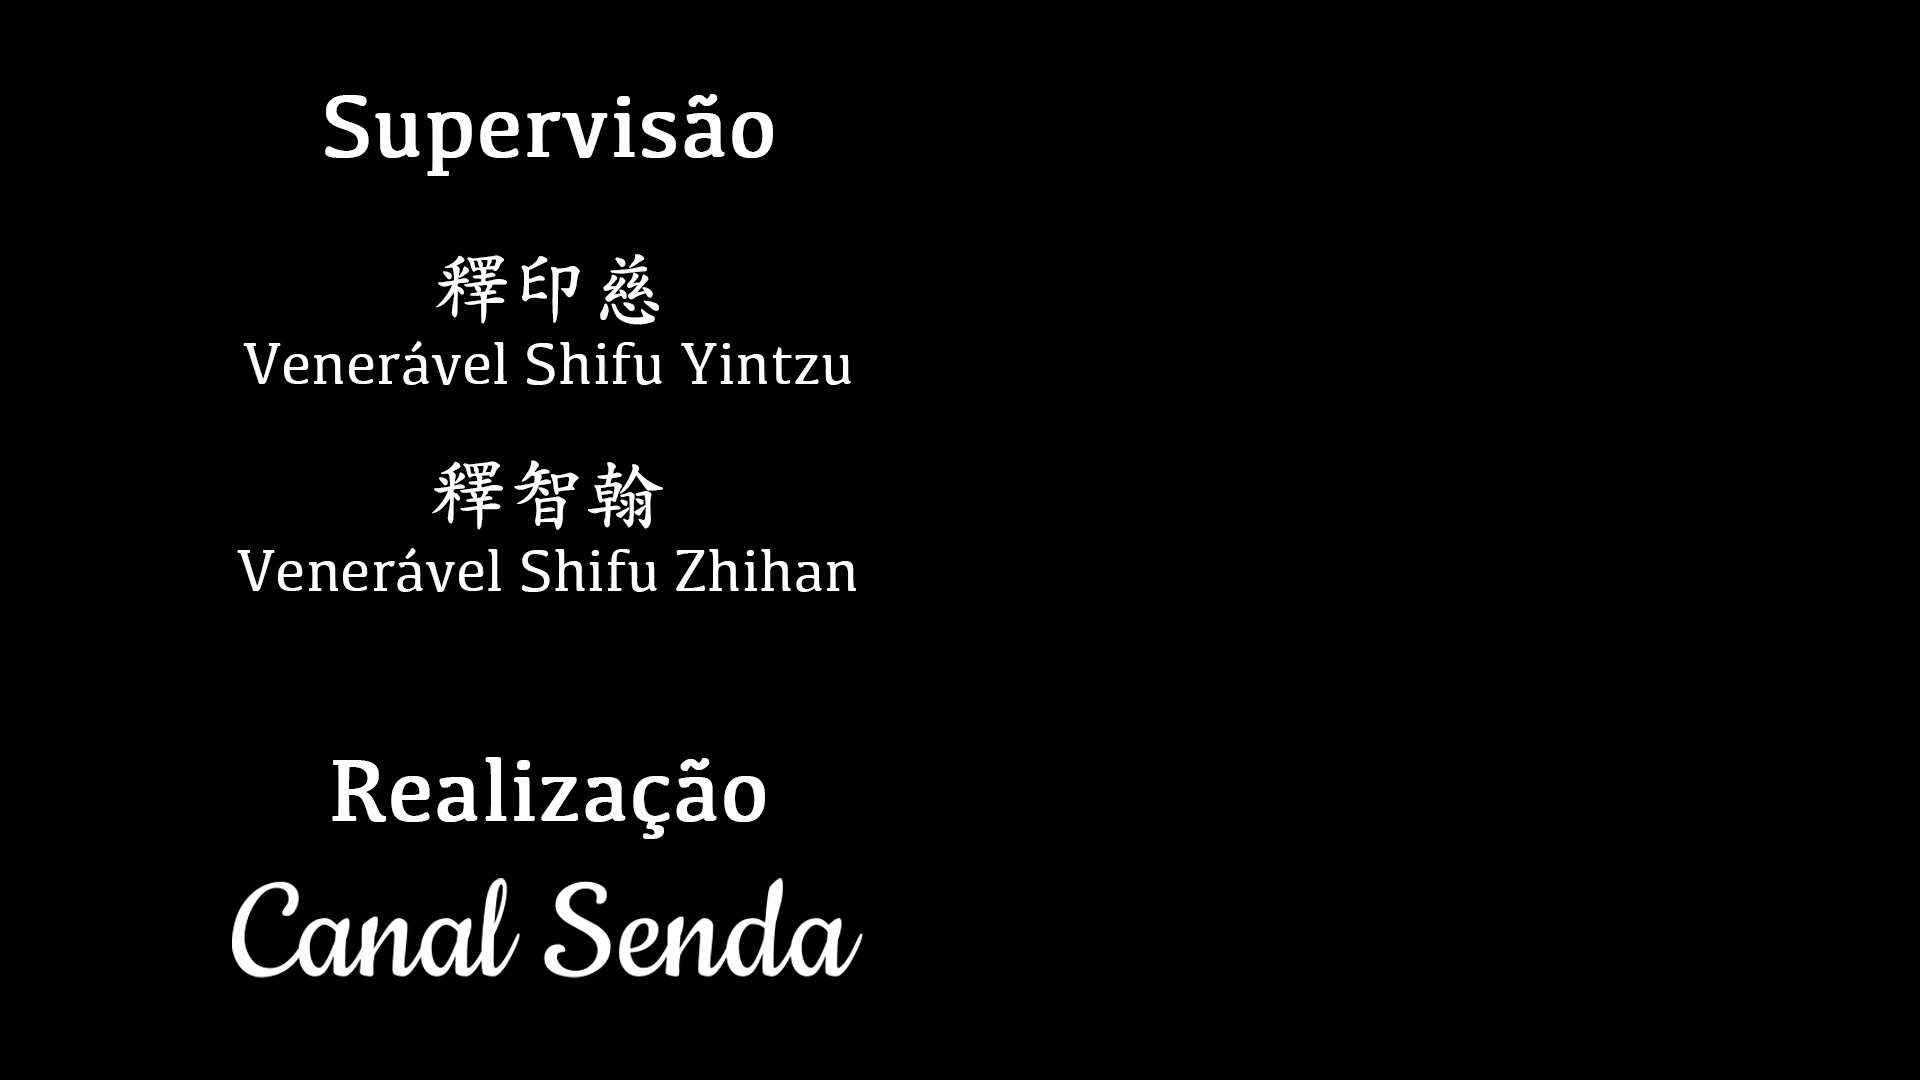 Supervisão
釋印慈
Venerável Shifu Yintzu
釋智翰
Venerável Shifu Zhihan
Realização
Canal Senda